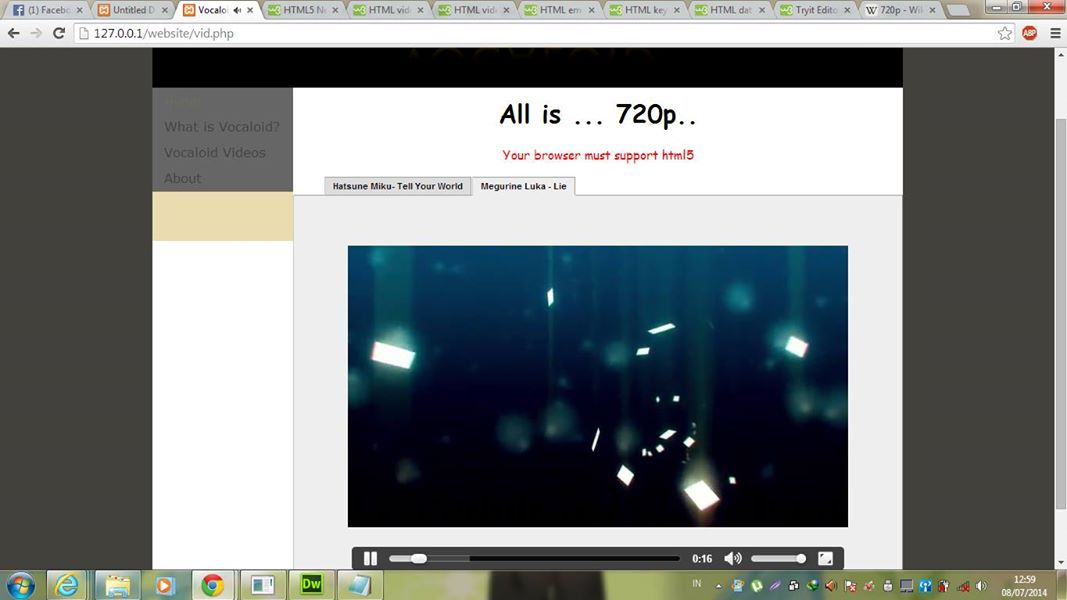 (1) Facebo
Untitled D
Vocalo
HTML5 N
HTML vid
HTML vid
HTML em
HTML key
HTML dat
Tryit Edito
720p - Wi
127.0.0.1/website/vid.php
ABP
Home
What is Vocaloid?
Vocaloid Videos
About
All is ... 720p..
Your browser must support html5
Hatsune Miku- Tell Your World
Megurine Luka - Lie
0:16
Dw
IN
12:59
08/07/2014